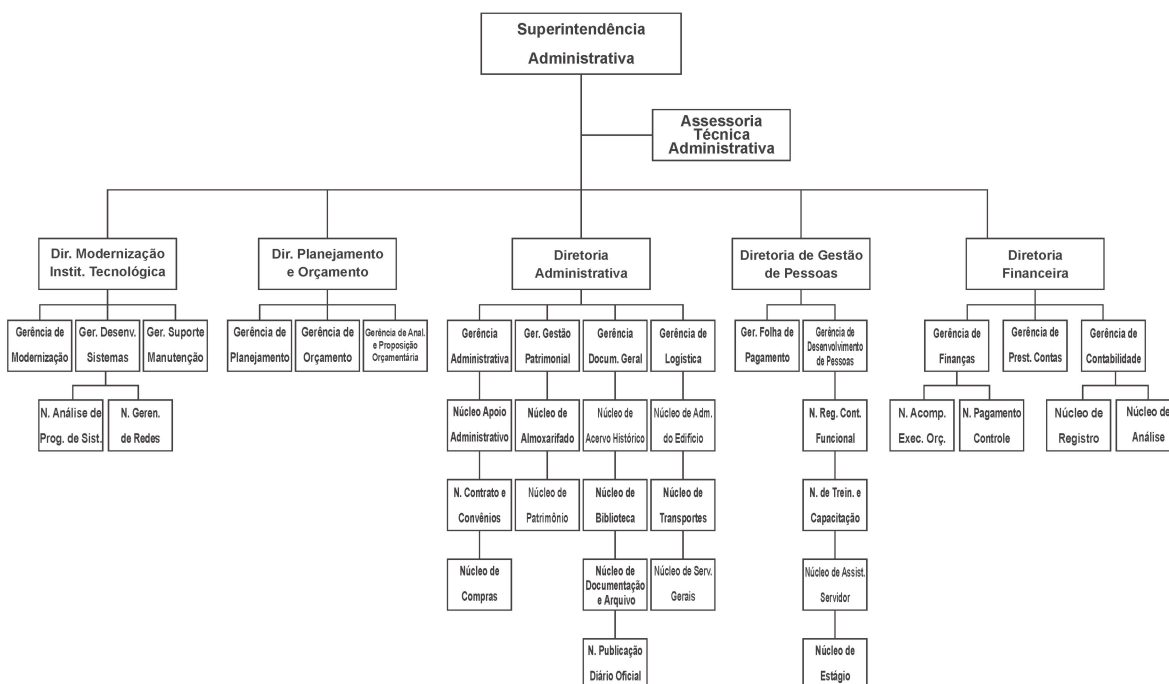 Superintendência
Administrativa
Assessoria
Técnica
Administrativa
Dir. Modernização
Instit. Tecnológica
Dir. Planejamento
e Orçamento
Diretoria
Administrativa
Diretoria de Gestão
de Pessoas
Diretoria
Financeira
Gerência de
Modernização
Ger. Desenv.
Sistemas
Ger. Suporte
Manutenção
Gerência de
Planejamento
Gerência de
Orçamento
Gerência de Anal.
e Proposição
Orçamentária
Gerência
Administrativa
Ger. Gestão
Patrimonial
Gerência
Docum. Geral
Gerência de
Logística
Ger. Folha de
Pagamento
Gerência de
Desenvolvimento
de Pessoas
Gerência de
Finanças
Gerência de
Prest. Contas
Gerência de
Contabilidade
N. Análise de
Prog. de Sist.
N. Geren.
de Redes
Núcleo Apoio
Administrativo
Núcleo de
Almoxarifado
Núcleo de
Acervo Histórico
Núcleo de Adm.
do Edifício
N. Reg. Cont.
Funcional
N. Acomp.
Exec. Orç.
N. Pagamento
Controle
Núcleo de
Registro
Núcleo de
Análise
N. Contrato e
Convênios
Núcleo de
Patrimônio
Núcleo de
Biblioteca
Núcleo de
Transportes
N. de Trein. e
Capacitação
Núcleo de
Compras
Núcleo de
Documentação
e Arquivo
Núcleo de Serv.
Gerais
Núcleo de Assist.
Servidor
N. Publicação
Diário Oficial
Núcleo de
Estágio